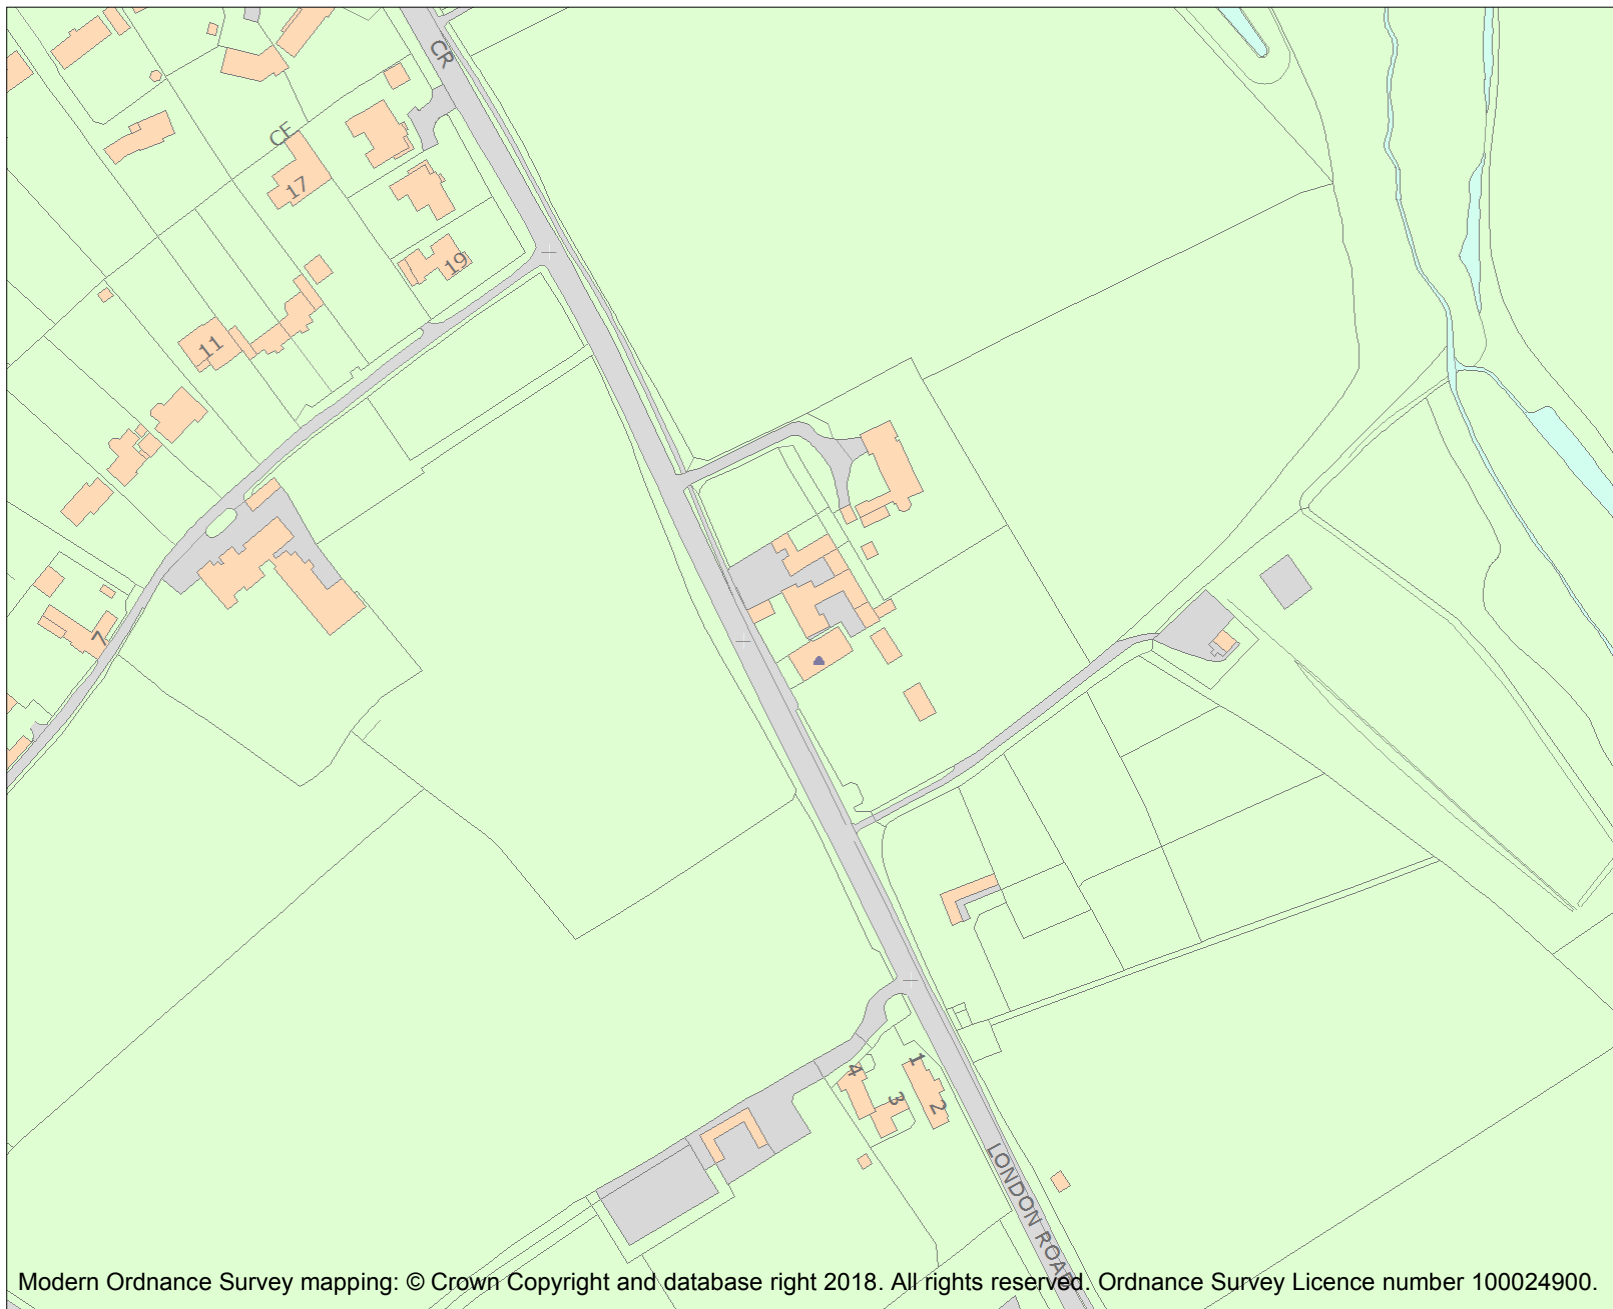 CR
CF
17
19
11
7
4
1
3
2
LONDON ROAD
Modern Ordnance Survey mapping: © Crown Copyright and database right 2018. All rights reserved. Ordnance Survey Licence number 100024900.